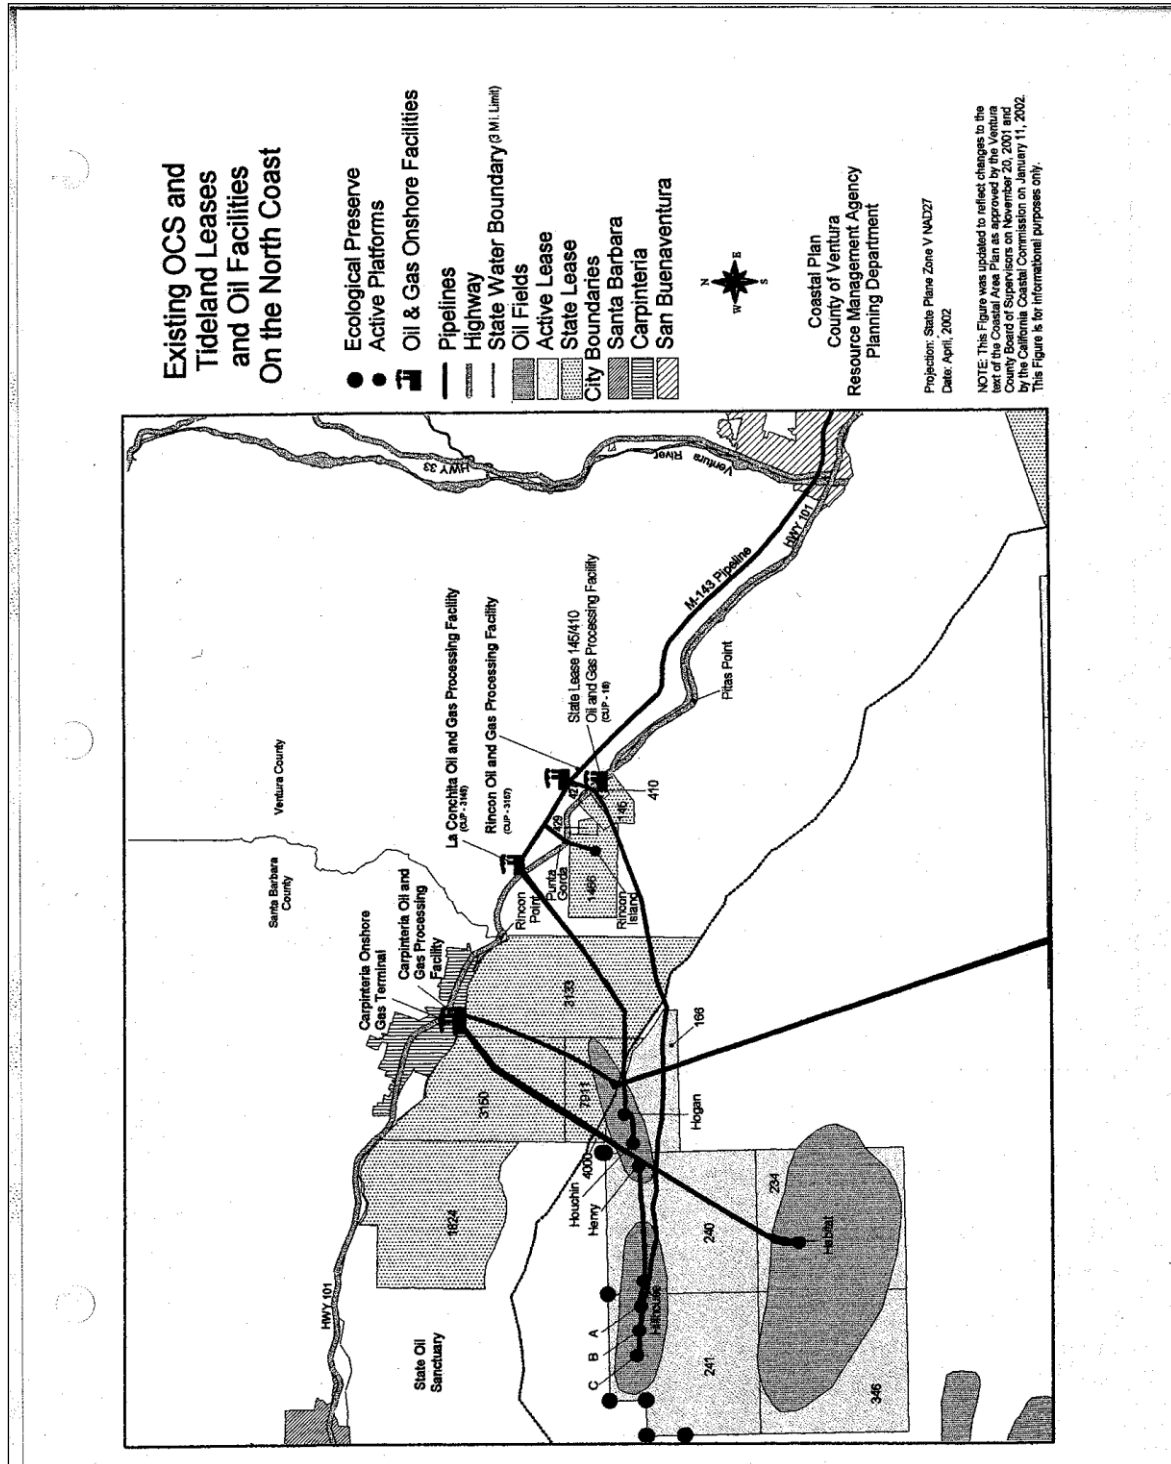 Existing OCS and
Tideland Leases
and Oil Facilities
On the North Coast
Ecological Preserve
Active Platforms
Oil & Gas Onshore Facilities
Pipelines
Highway
State Water Boundary (3 Mi. Limit)
Oil Fields
Active Lease
State Lease
City Boundaries
Santa Barbara
Carpinteria
San Buenaventura
N
E
S
W
Coastal Plan
County of Ventura
Resource Management Agency
Planning Department
Projection: State Plane Zone V NAD27
Date: April, 2002
NOTE: This Figure was updated to reflect changes to the
text of the Coastal Area Plan as approved by the Ventura
County Board of Supervisors on November 20, 2001 and
by the California Coastal Commission on January 11, 2002.
This Figure is for informational purposes only.
Santa Barbara
County
Ventura County
HWY 33
Ventura
River
HWY 101
M-143 Pipeline
Pitas Point
La Conchita Oil and Gas Processing Facility
(CUP - 3145)
Rincon Oil and Gas Processing Facility
(CUP - 3157)
State Lease 145/410
Oil and Gas Processing Facility
(CUP - 18)
410
145
429
1466
Punta
Gorda
Rincon
Island
Rincon
Point
Carpinteria Onshore
Gas Terminal
Carpinteria Oil and
Gas Processing
Facility
3133
3150
7911
166
Hogan
Houchin
4000
Henry
1824
HWY 101
State Oil
Sanctuary
A
B
C
Hillhouse
240
234
Habitat
241
346